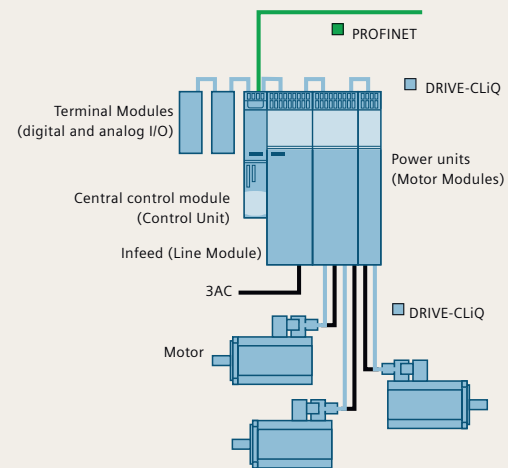 PROFINET
DRIVE-CLiQ
Terminal Modules
(digital and analog I/O)
Power units
(Motor Modules)
Central control module
(Control Unit)
Infeed (Line Module)
3AC
DRIVE-CLiQ
Motor